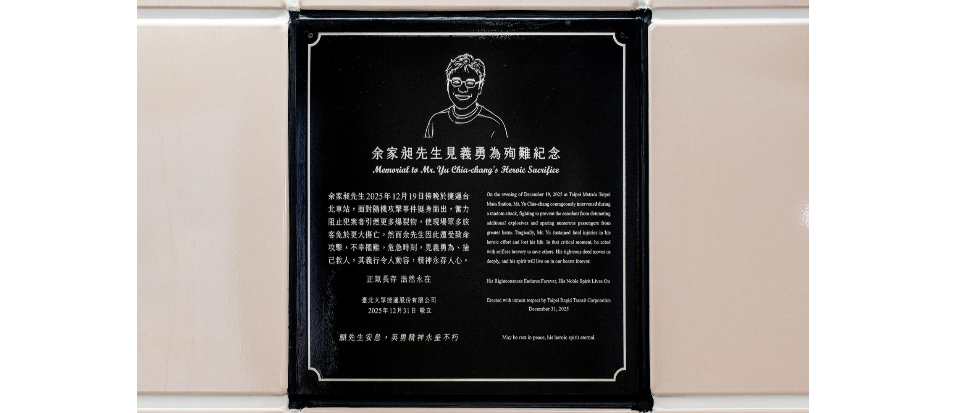 余家昶先生見義勇為殉難紀念
Memorial to Mr. Yu Chia-chang's Heroic Sacrifice
余家昶先生2025年12月19日傍晚於捷運台
北車站，面對隨機攻擊事件挺身而出，奮力
阻止犯案者引燃更多爆裂物，使現場眾多旅
客免於更大傷亡。然而余先生因此遭受致命
攻擊，不幸罹難。危急時刻，見義勇為、捨
己救人，其義行令人動容，精神永存人心。
正氣長存 浩然永在
臺北大眾捷運股份有限公司
2025年12月31日 敬立
願先生安息，英勇精神永垂不朽
On the evening of December 19, 2025 at Taipei Metro's Taipei
Main Station, Mr. Yu Chia-chang courageously intervened during
a random attack, fighting to prevent the assailant from detonating
additional explosives and sparing numerous passengers from
greater harm. Tragically, Mr. Yu sustained fatal injuries in his
heroic effort and lost his life. In that critical moment, he acted
with selfless bravery to save others. His righteous deed moves us
deeply, and his spirit will live on in our hearts forever.
His Righteousness Endures Forever, His Noble Spirit Lives On
Erected with utmost respect by Taipei Rapid Transit Corporation
December 31, 2025
May he rest in peace, his heroic spirit eternal.